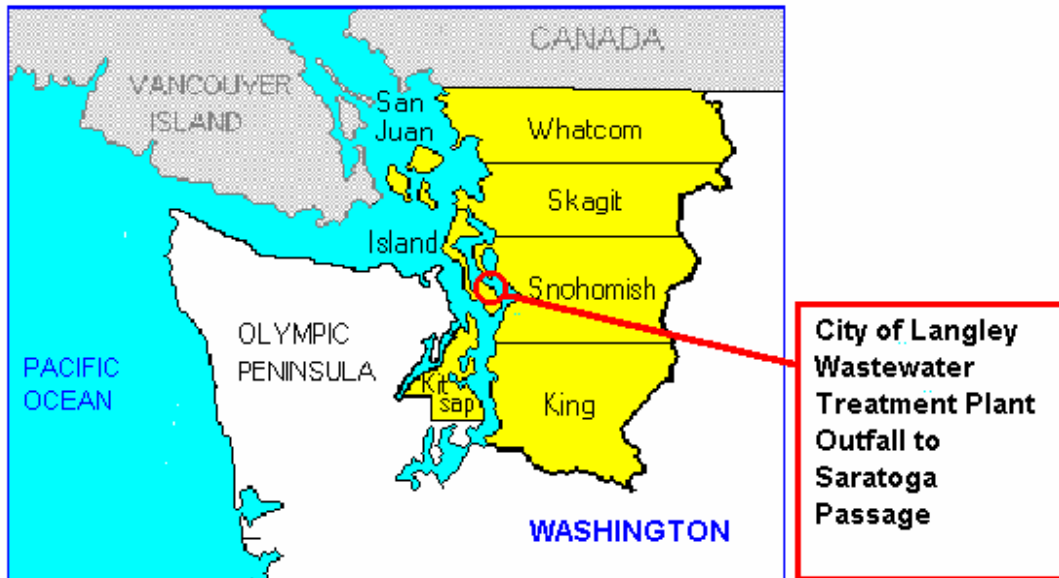 CANADA
VANCOUVER
ISLAND
San
Juan
Whatcom
Skagit
Island
Snohomish
OLYMPIC
PENINSULA
PACIFIC
OCEAN
Kit
sap
King
WASHINGTON
City of Langley
Wastewater
Treatment Plant
Outfall to
Saratoga
Passage